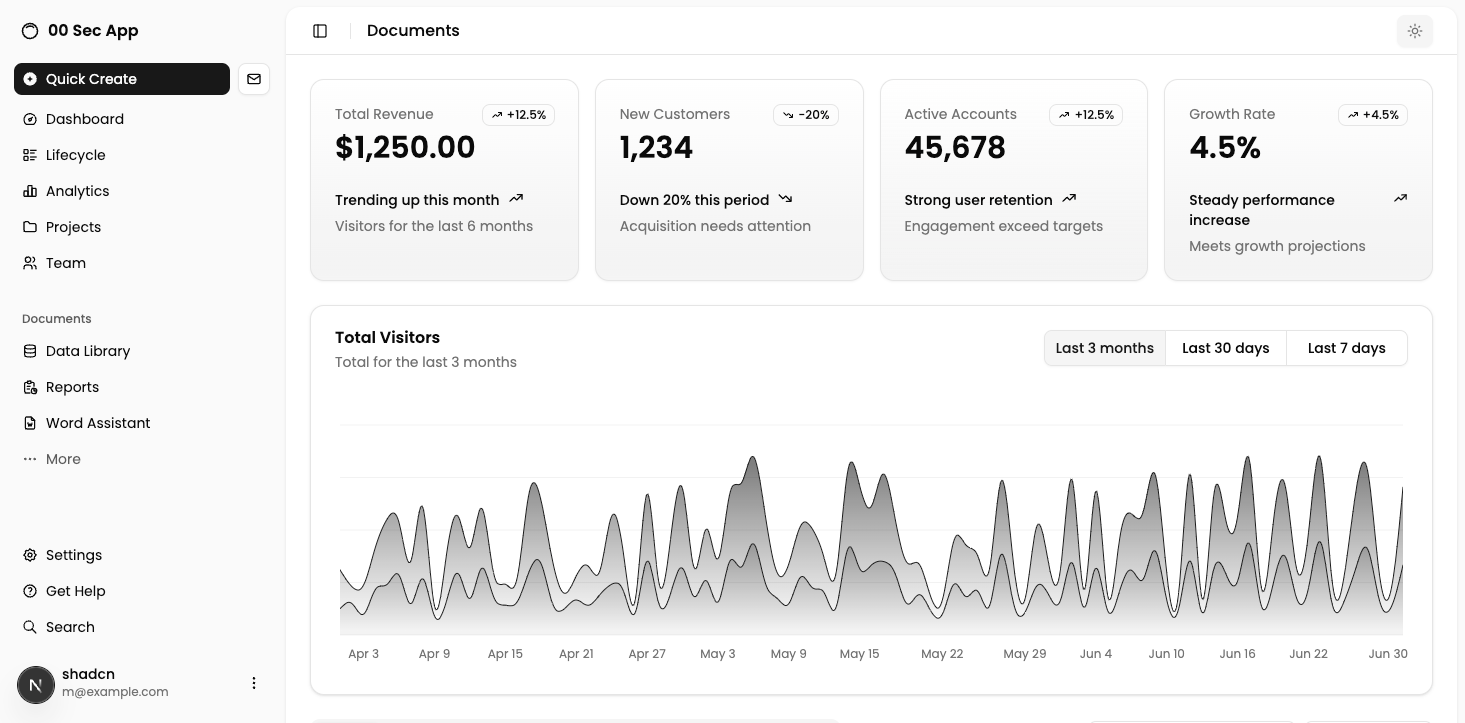 00 Sec App
Quick Create
Dashboard
Lifecycle
Analytics
Projects
Team
Documents
Data Library
Reports
Word Assistant
More
Settings
Get Help
Search
N
shadcn
m@example.com
Documents
Total Revenue
+12.5%
$1,250.00
Trending up this month
Visitors for the last 6 months
New Customers
-20%
1,234
Down 20% this period
Acquisition needs attention
Active Accounts
+12.5%
45,678
Strong user retention
Engagement exceed targets
Growth Rate
+4.5%
4.5%
Steady performance
increase
Meets growth projections
Total Visitors
Total for the last 3 months
Last 3 months
Last 30 days
Last 7 days
Apr 3 Apr 9 Apr 15 Apr 21 Apr 27 May 3 May 9 May 15 May 22 May 29 Jun 4 Jun 10 Jun 16 Jun 22 Jun 30